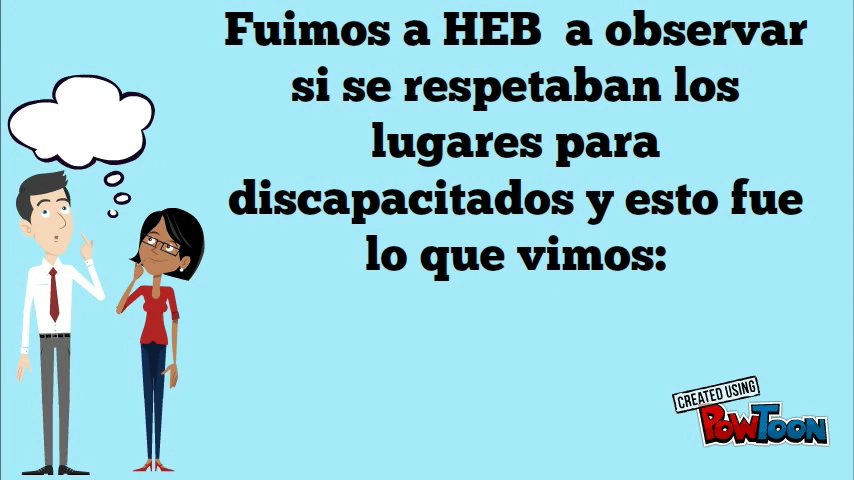 Fuimos a HEB a observar
si se respetaban los
lugares para
discapacitados y esto fue
lo que vimos:
CREATED USING
POWTOON